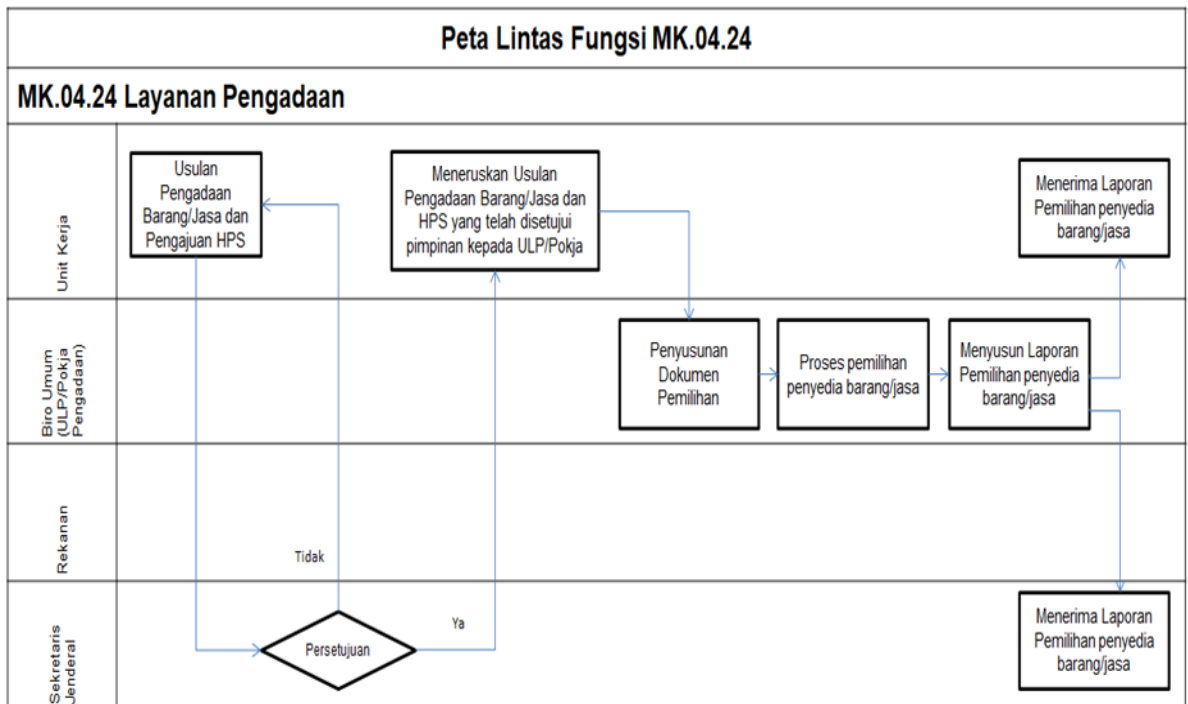 Peta Lintas Fungsi MK.04.24
MK.04.24 Layanan Pengadaan
Unit Kerja
Usulan
Pengadaan
Barang/Jasa dan
Pengajuan HPS
Meneruskan Usulan
Pengadaan Barang/Jasa dan
HPS yang telah disetujui
pimpinan kepada ULP/Pokja
Menerima Laporan
Pemilihan penyedia
barang/jasa
Biro Umum
(ULP/Pokja
Pengadaan)
Penyusunan
Dokumen
Pemilihan
Proses pemilihan
penyedia barang/jasa
Menyusun Laporan
Pemilihan penyedia
barang/jasa
Rekanan
Tidak
Sekretaris
Jenderal
Persetujuan
Ya
Menerima Laporan
Pemilihan penyedia
barang/jasa